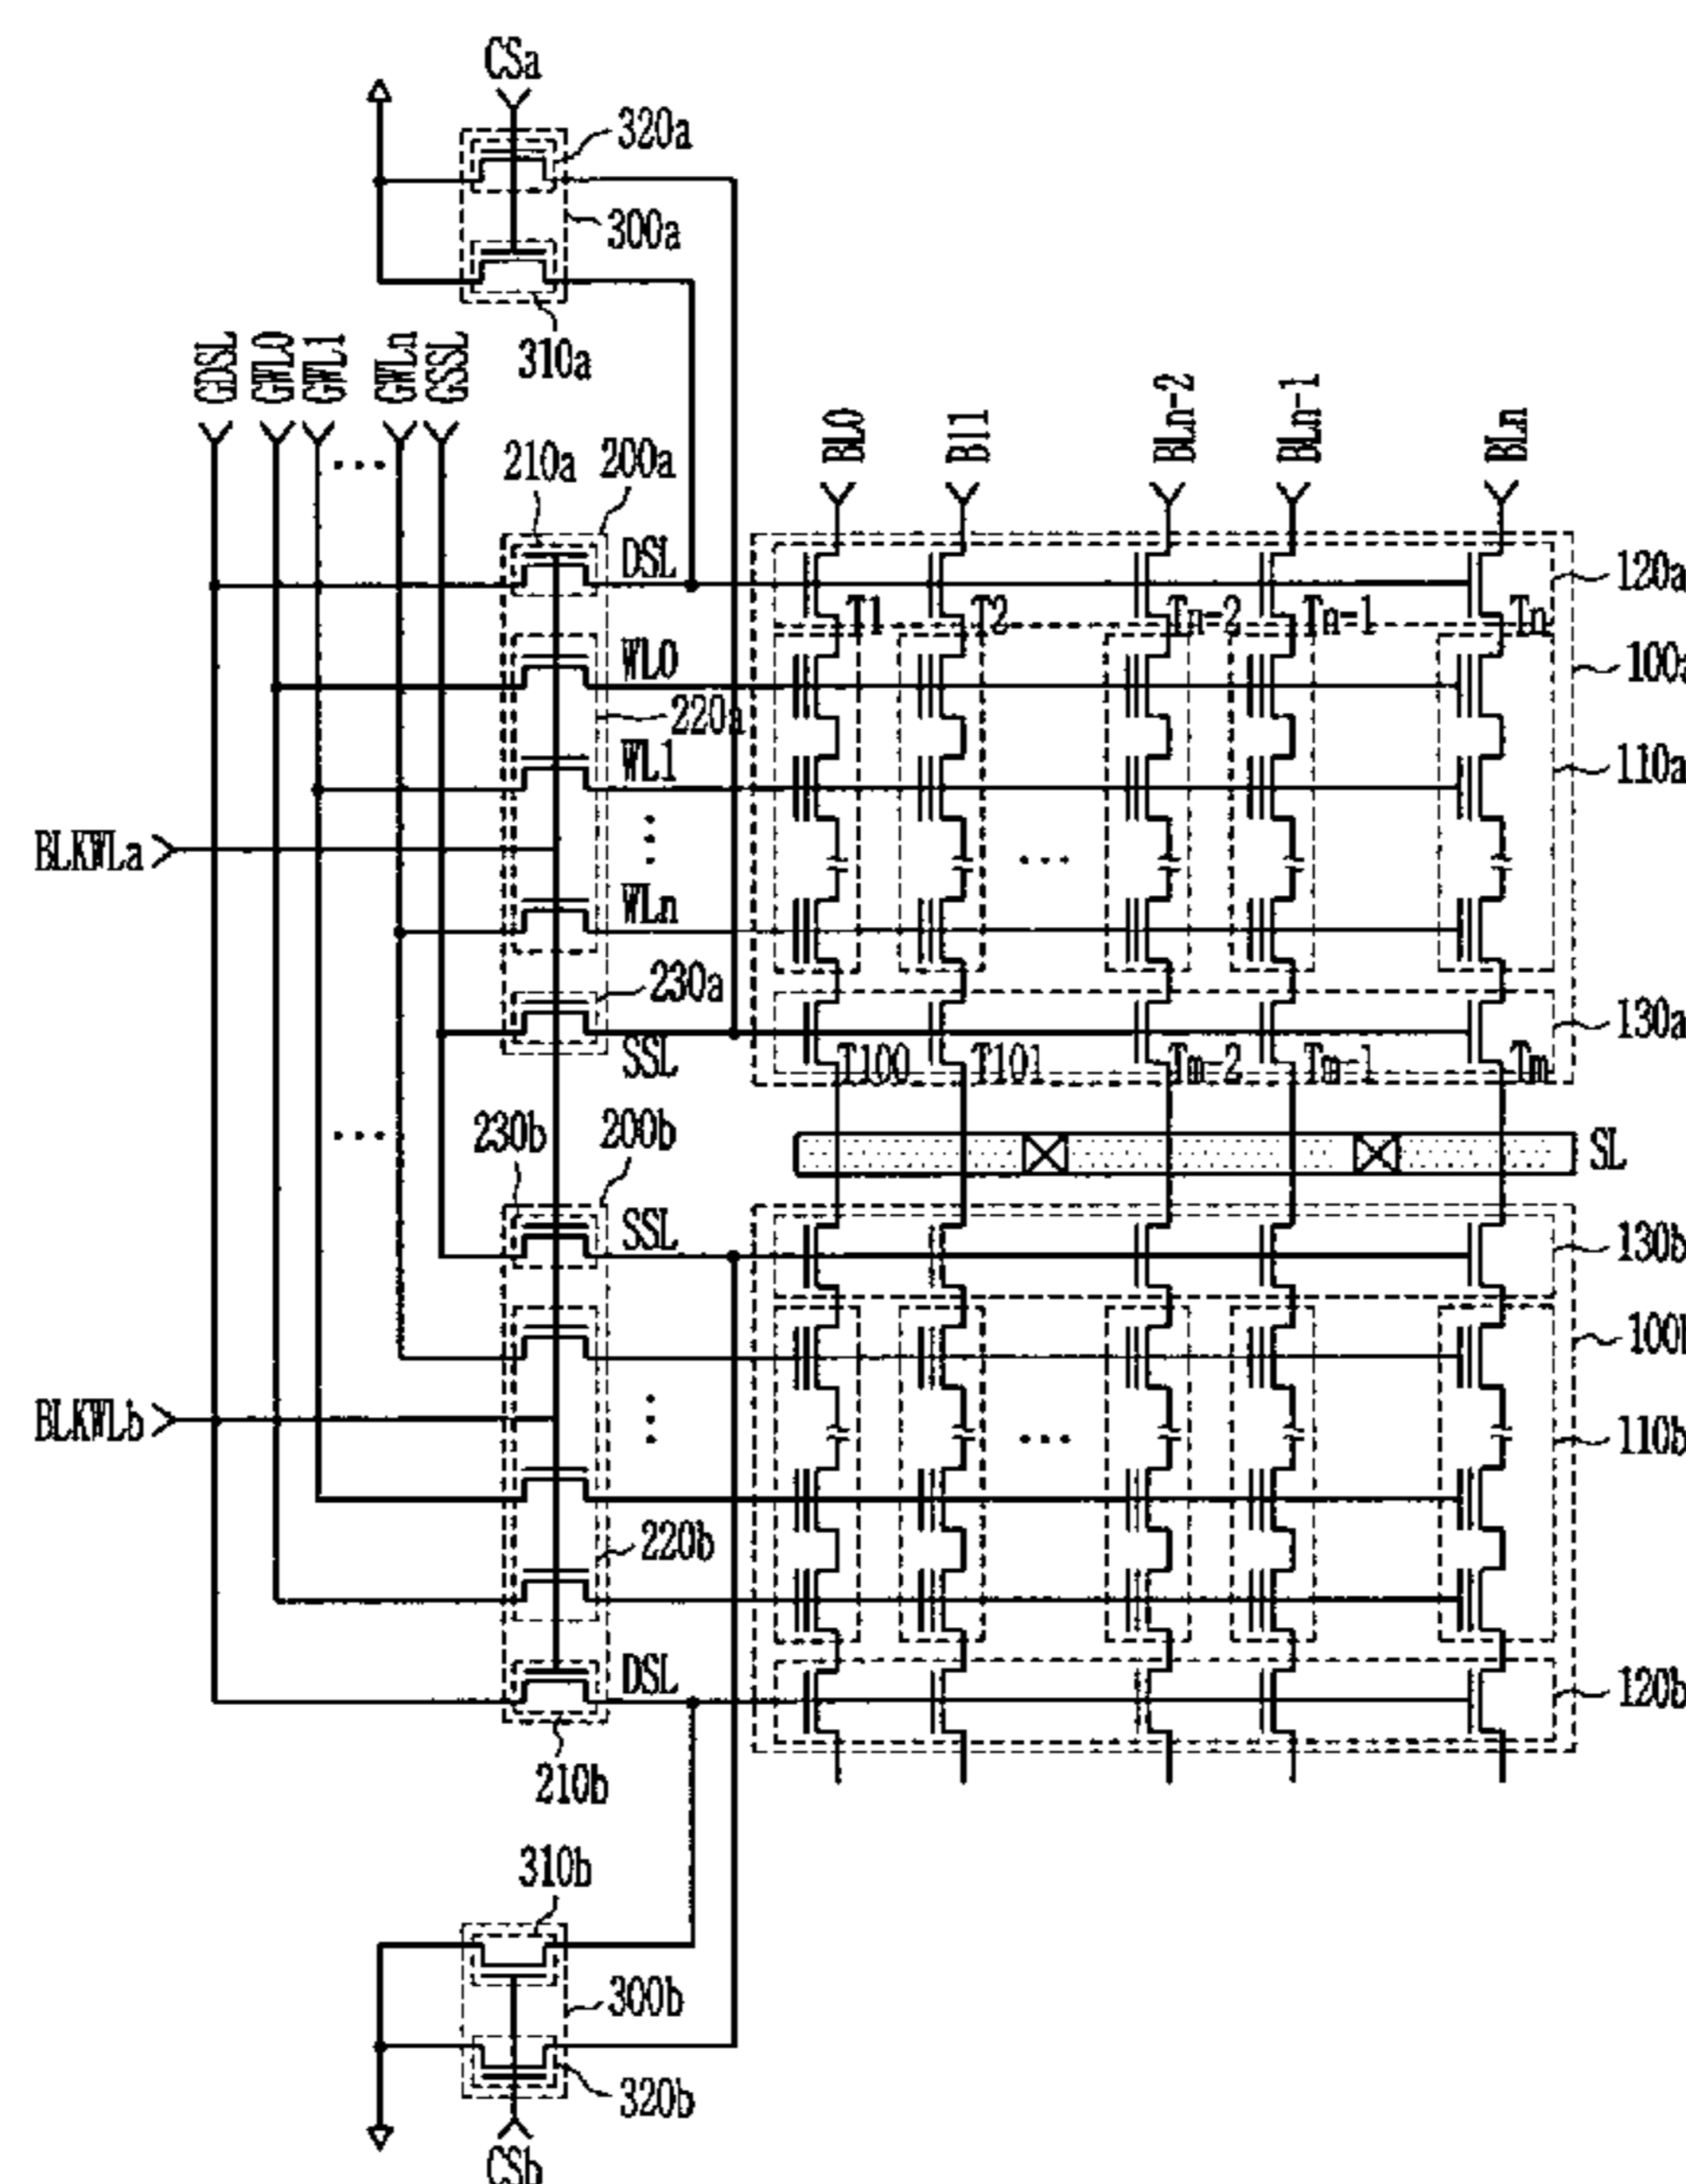 CSa
320a
300a
310a
GDSL
GWL0
GWL1
GWLn
GSSL
BL0
Bl1
BLn-2
BLn-1
BLn
210a
200a
DSL
120a
T1
T2
Tn-2
Tn-1
Tn
WL0
100a
220a
WL1
110a
BLKWLa
WLn
230a
130a
SSL
T100
T101
Tm-2
Tm-1
Tm
230b
200b
SL
SSL
130b
100b
BLKWLb
110b
220b
DSL
120b
210b
310b
300b
320b
CSb